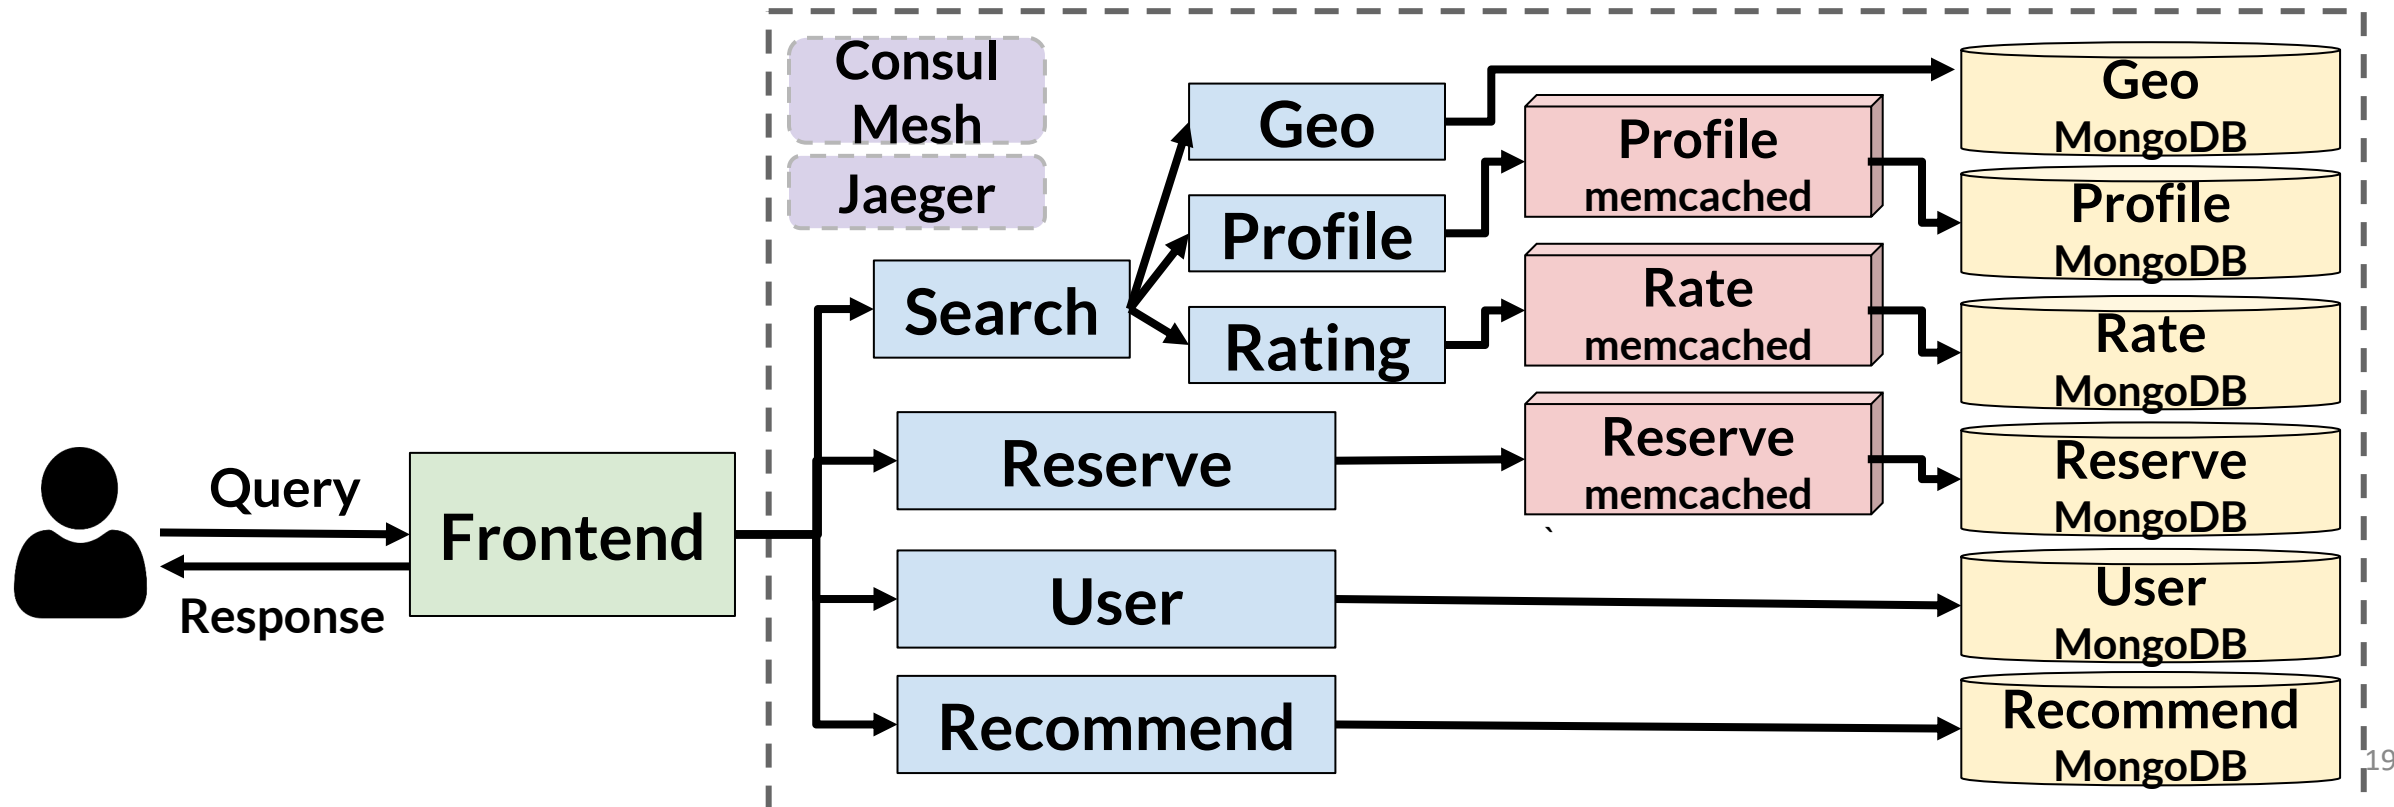 Consul
Mesh
Jaeger
Query
Response
Frontend
Search
Geo
Profile
Rating
Reserve
User
Recommend
Profile
memcached
Rate
memcached
Reserve
memcached
`
Geo
MongoDB
Profile
MongoDB
Rate
MongoDB
Reserve
MongoDB
User
MongoDB
Recommend
MongoDB
19